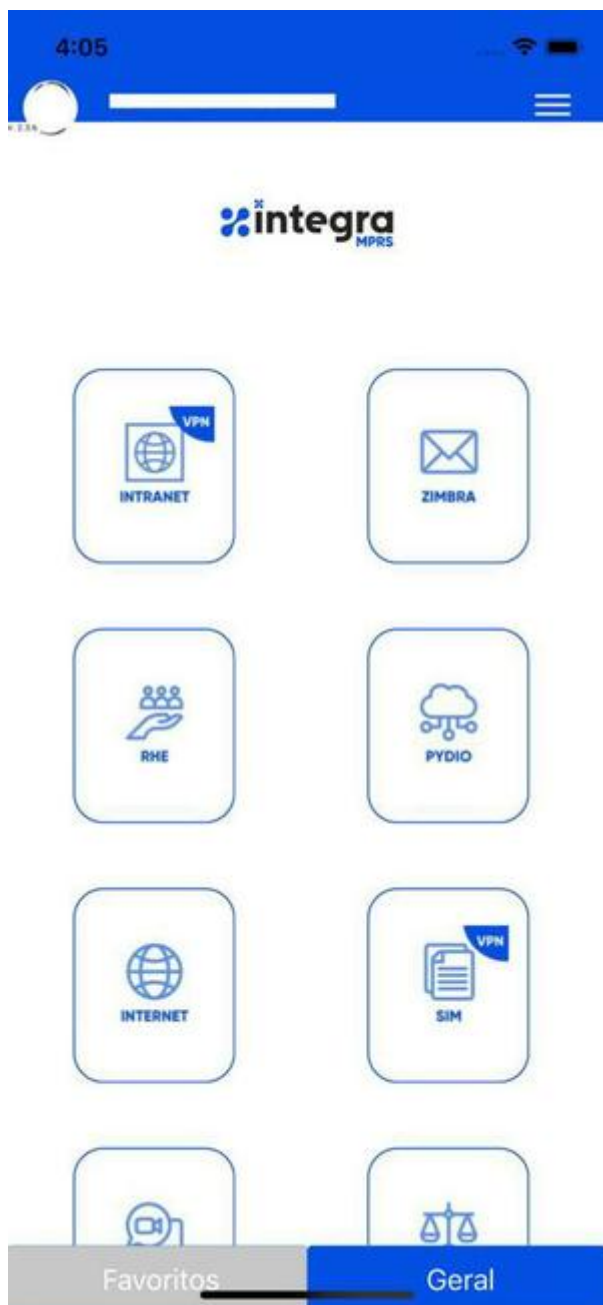 4:05
integra
MPRS
VPN
INTRANET
ZIMBRA
RHE
PYDIO
INTERNET
VPN
SIM
Favoritos
Geral